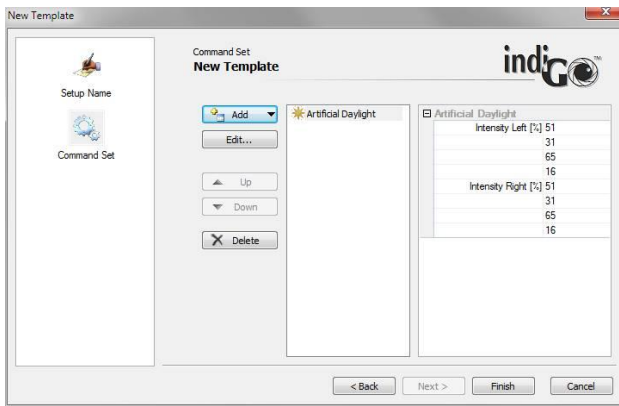 New Template
Setup Name
Command Set
Command Set
New Template
indiGo™
Add
Edit...
Up
Down
Delete
Artificial Daylight
Artificial Daylight
Intensity Left [%] 51
31
65
16
Intensity Right [%] 51
31
65
16
< Back
Next >
Finish
Cancel